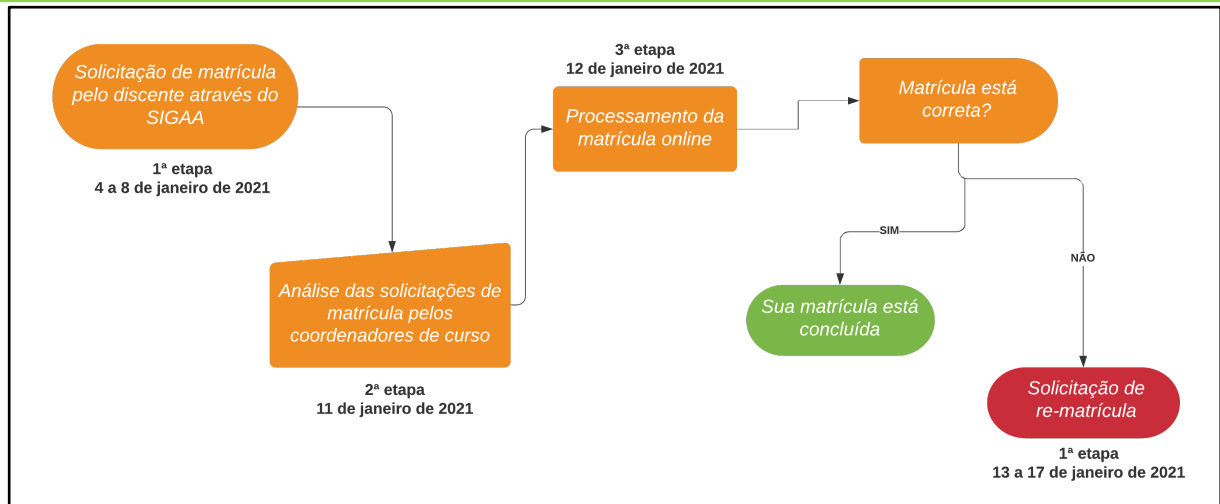 Solicitação de matrícula
pelo discente através do
SIGAA
1ª etapa
4 a 8 de janeiro de 2021
Análise das solicitações de
matrícula pelos
coordenadores de curso
2ª etapa
11 de janeiro de 2021
3ª etapa
12 de janeiro de 2021
Processamento da
matrícula online
Matrícula está
correta?
SIM
NÃO
Sua matrícula está
concluída
Solicitação de
re-matrícula
1ª etapa
13 a 17 de janeiro de 2021